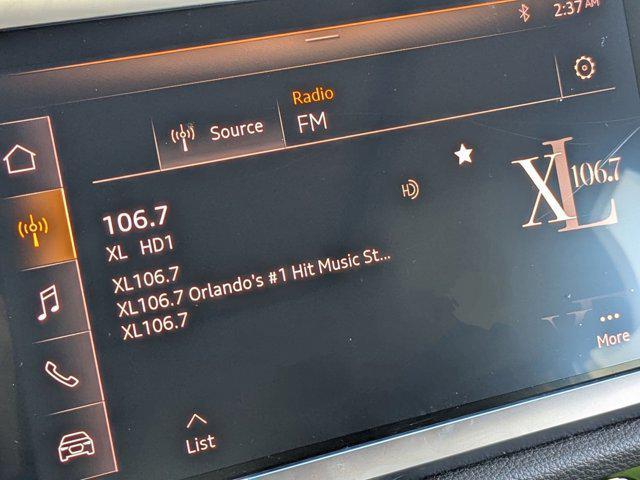 2:37 AM
Radio
Source
FM
XL 106.7
106.7
XL HD1
XL106.7
XL106.7 Orlando's #1 Hit Music St...
XL106.7
More
List